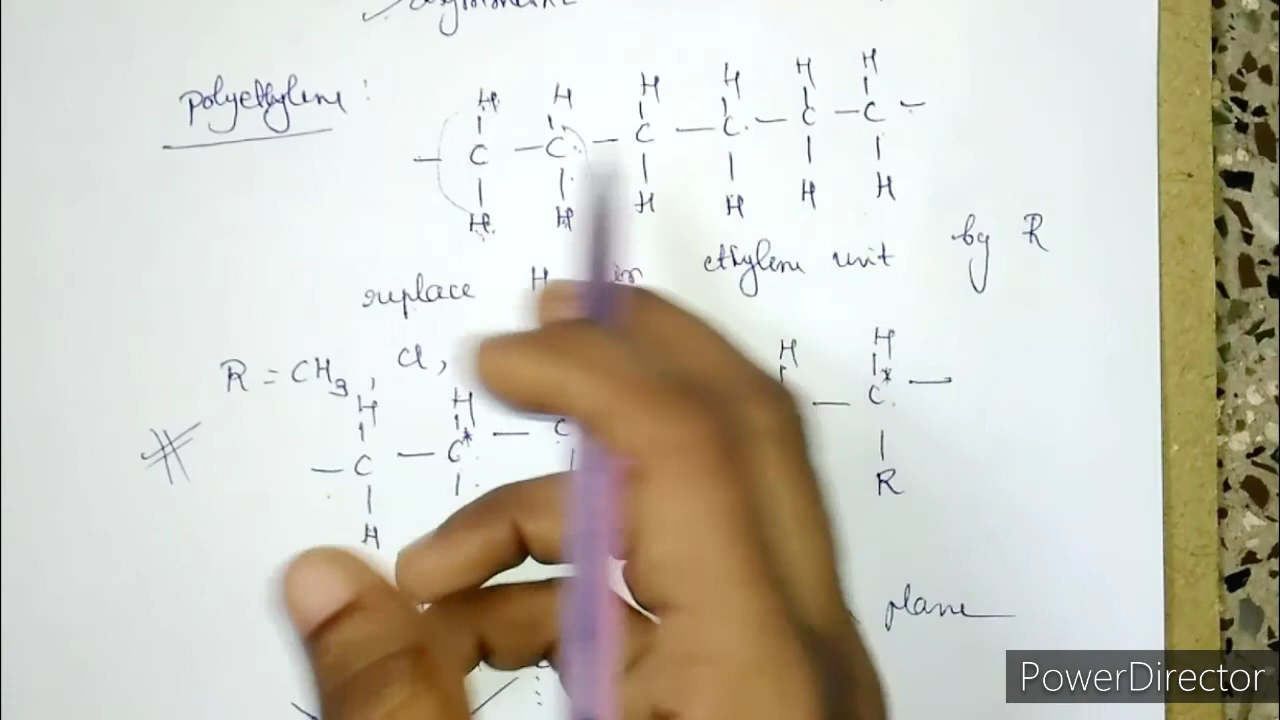 polyethylene :
H H H H H H
– C – C – C – C – C – C –
H H H H H H
replace H in ethylene unit by R
R = CH3, Cl,
H H H H
– C – C* – C – C* –
H R
plane
PowerDirector